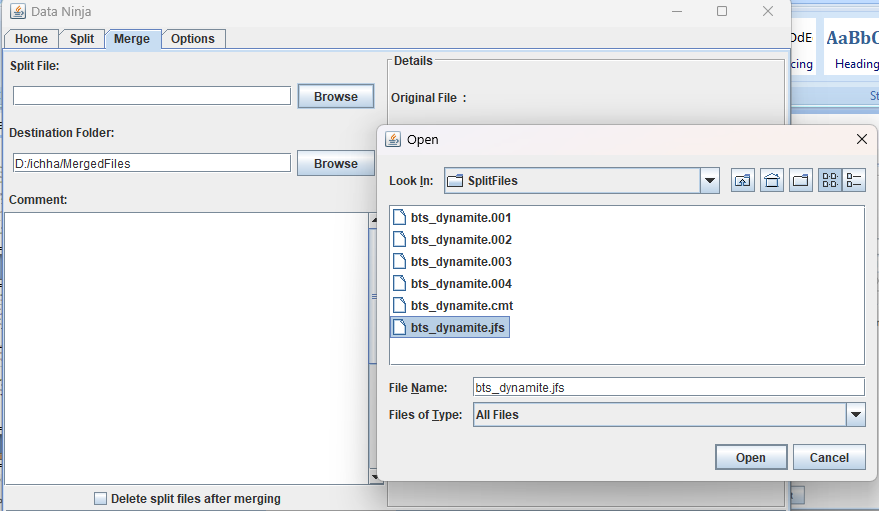 Data Ninja
Home Split Merge Options
Split File:
Browse
Destination Folder:
D:/ichha/MergedFiles
Browse
Comment:
Delete split files after merging
Details
Original File :
Open
Look In: SplitFiles
bts_dynamite.001
bts_dynamite.002
bts_dynamite.003
bts_dynamite.004
bts_dynamite.cmt
bts_dynamite.jfs
File Name: bts_dynamite.jfs
Files of Type: All Files
Open Cancel
AaBbC
cing Heading
St